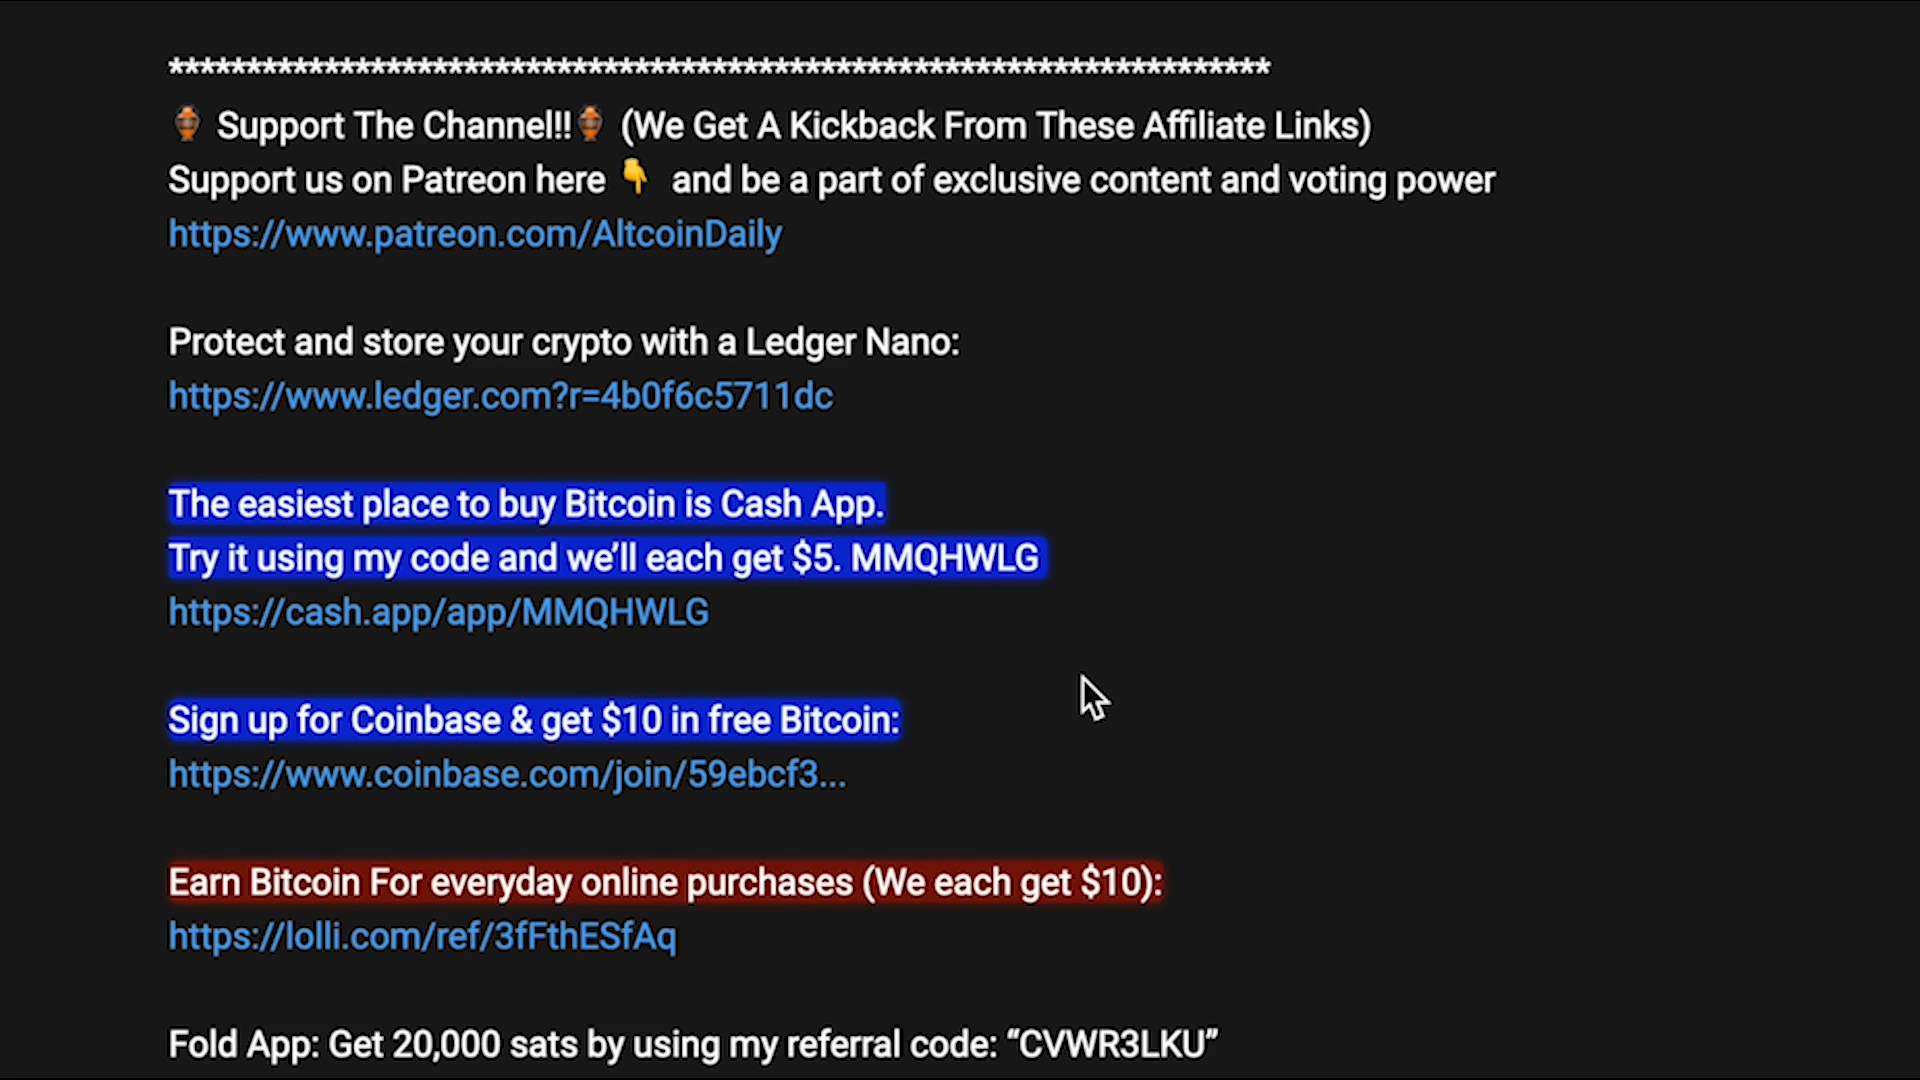 ***********************************************************************
🏺 Support The Channel!!🏺 (We Get A Kickback From These Affiliate Links)
Support us on Patreon here 👇 and be a part of exclusive content and voting power
https://www.patreon.com/AltcoinDaily
Protect and store your crypto with a Ledger Nano:
https://www.ledger.com?r=4b0f6c5711dc
The easiest place to buy Bitcoin is Cash App.
Try it using my code and we’ll each get $5. MMQHWLG
https://cash.app/app/MMQHWLG
Sign up for Coinbase & get $10 in free Bitcoin:
https://www.coinbase.com/join/59ebcf3...
Earn Bitcoin For everyday online purchases (We each get $10):
https://lolli.com/ref/3fFthESfAq
Fold App: Get 20,000 sats by using my referral code: “CVWR3LKU”